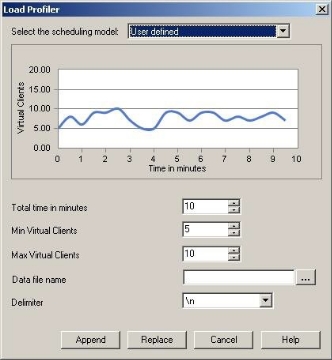 Load Profiler
Select the scheduling model: User defined
20.00
15.00
10.00
5.00
0.00
Virtual Clients
0 1 2 3 4 5 6 7 8 9 10
Time in minutes
Total time in minutes 10
Min Virtual Clients 5
Max Virtual Clients 10
Data file name ...
Delimiter \n
Append Replace Cancel Help